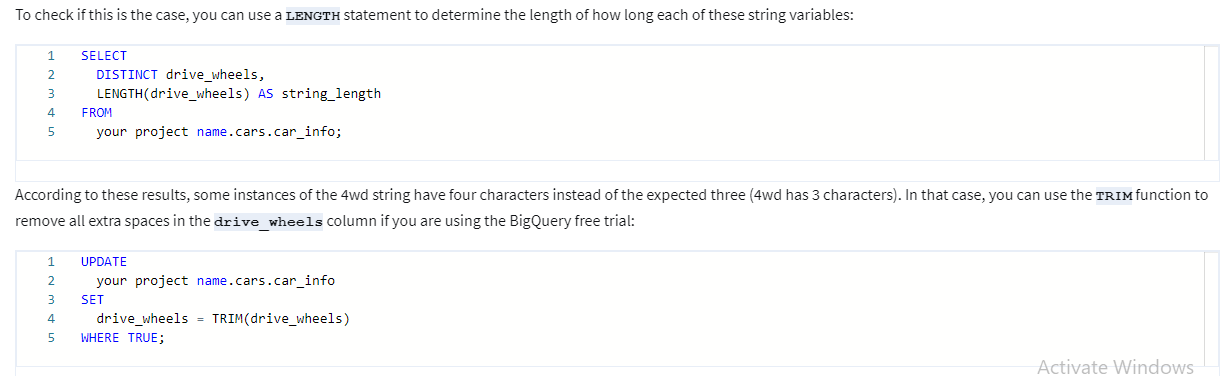 To check if this is the case, you can use a LENGTH statement to determine the length of how long each of these string variables:
1 SELECT
2 DISTINCT drive_wheels,
3 LENGTH(drive_wheels) AS string_length
4 FROM
5 your project name.cars.car_info;
According to these results, some instances of the 4wd string have four characters instead of the expected three (4wd has 3 characters). In that case, you can use the TRIM function to
remove all extra spaces in the drive_wheels column if you are using the BigQuery free trial:
1 UPDATE
2 your project name.cars.car_info
3 SET
4 drive_wheels = TRIM(drive_wheels)
5 WHERE TRUE;
Activate Windows